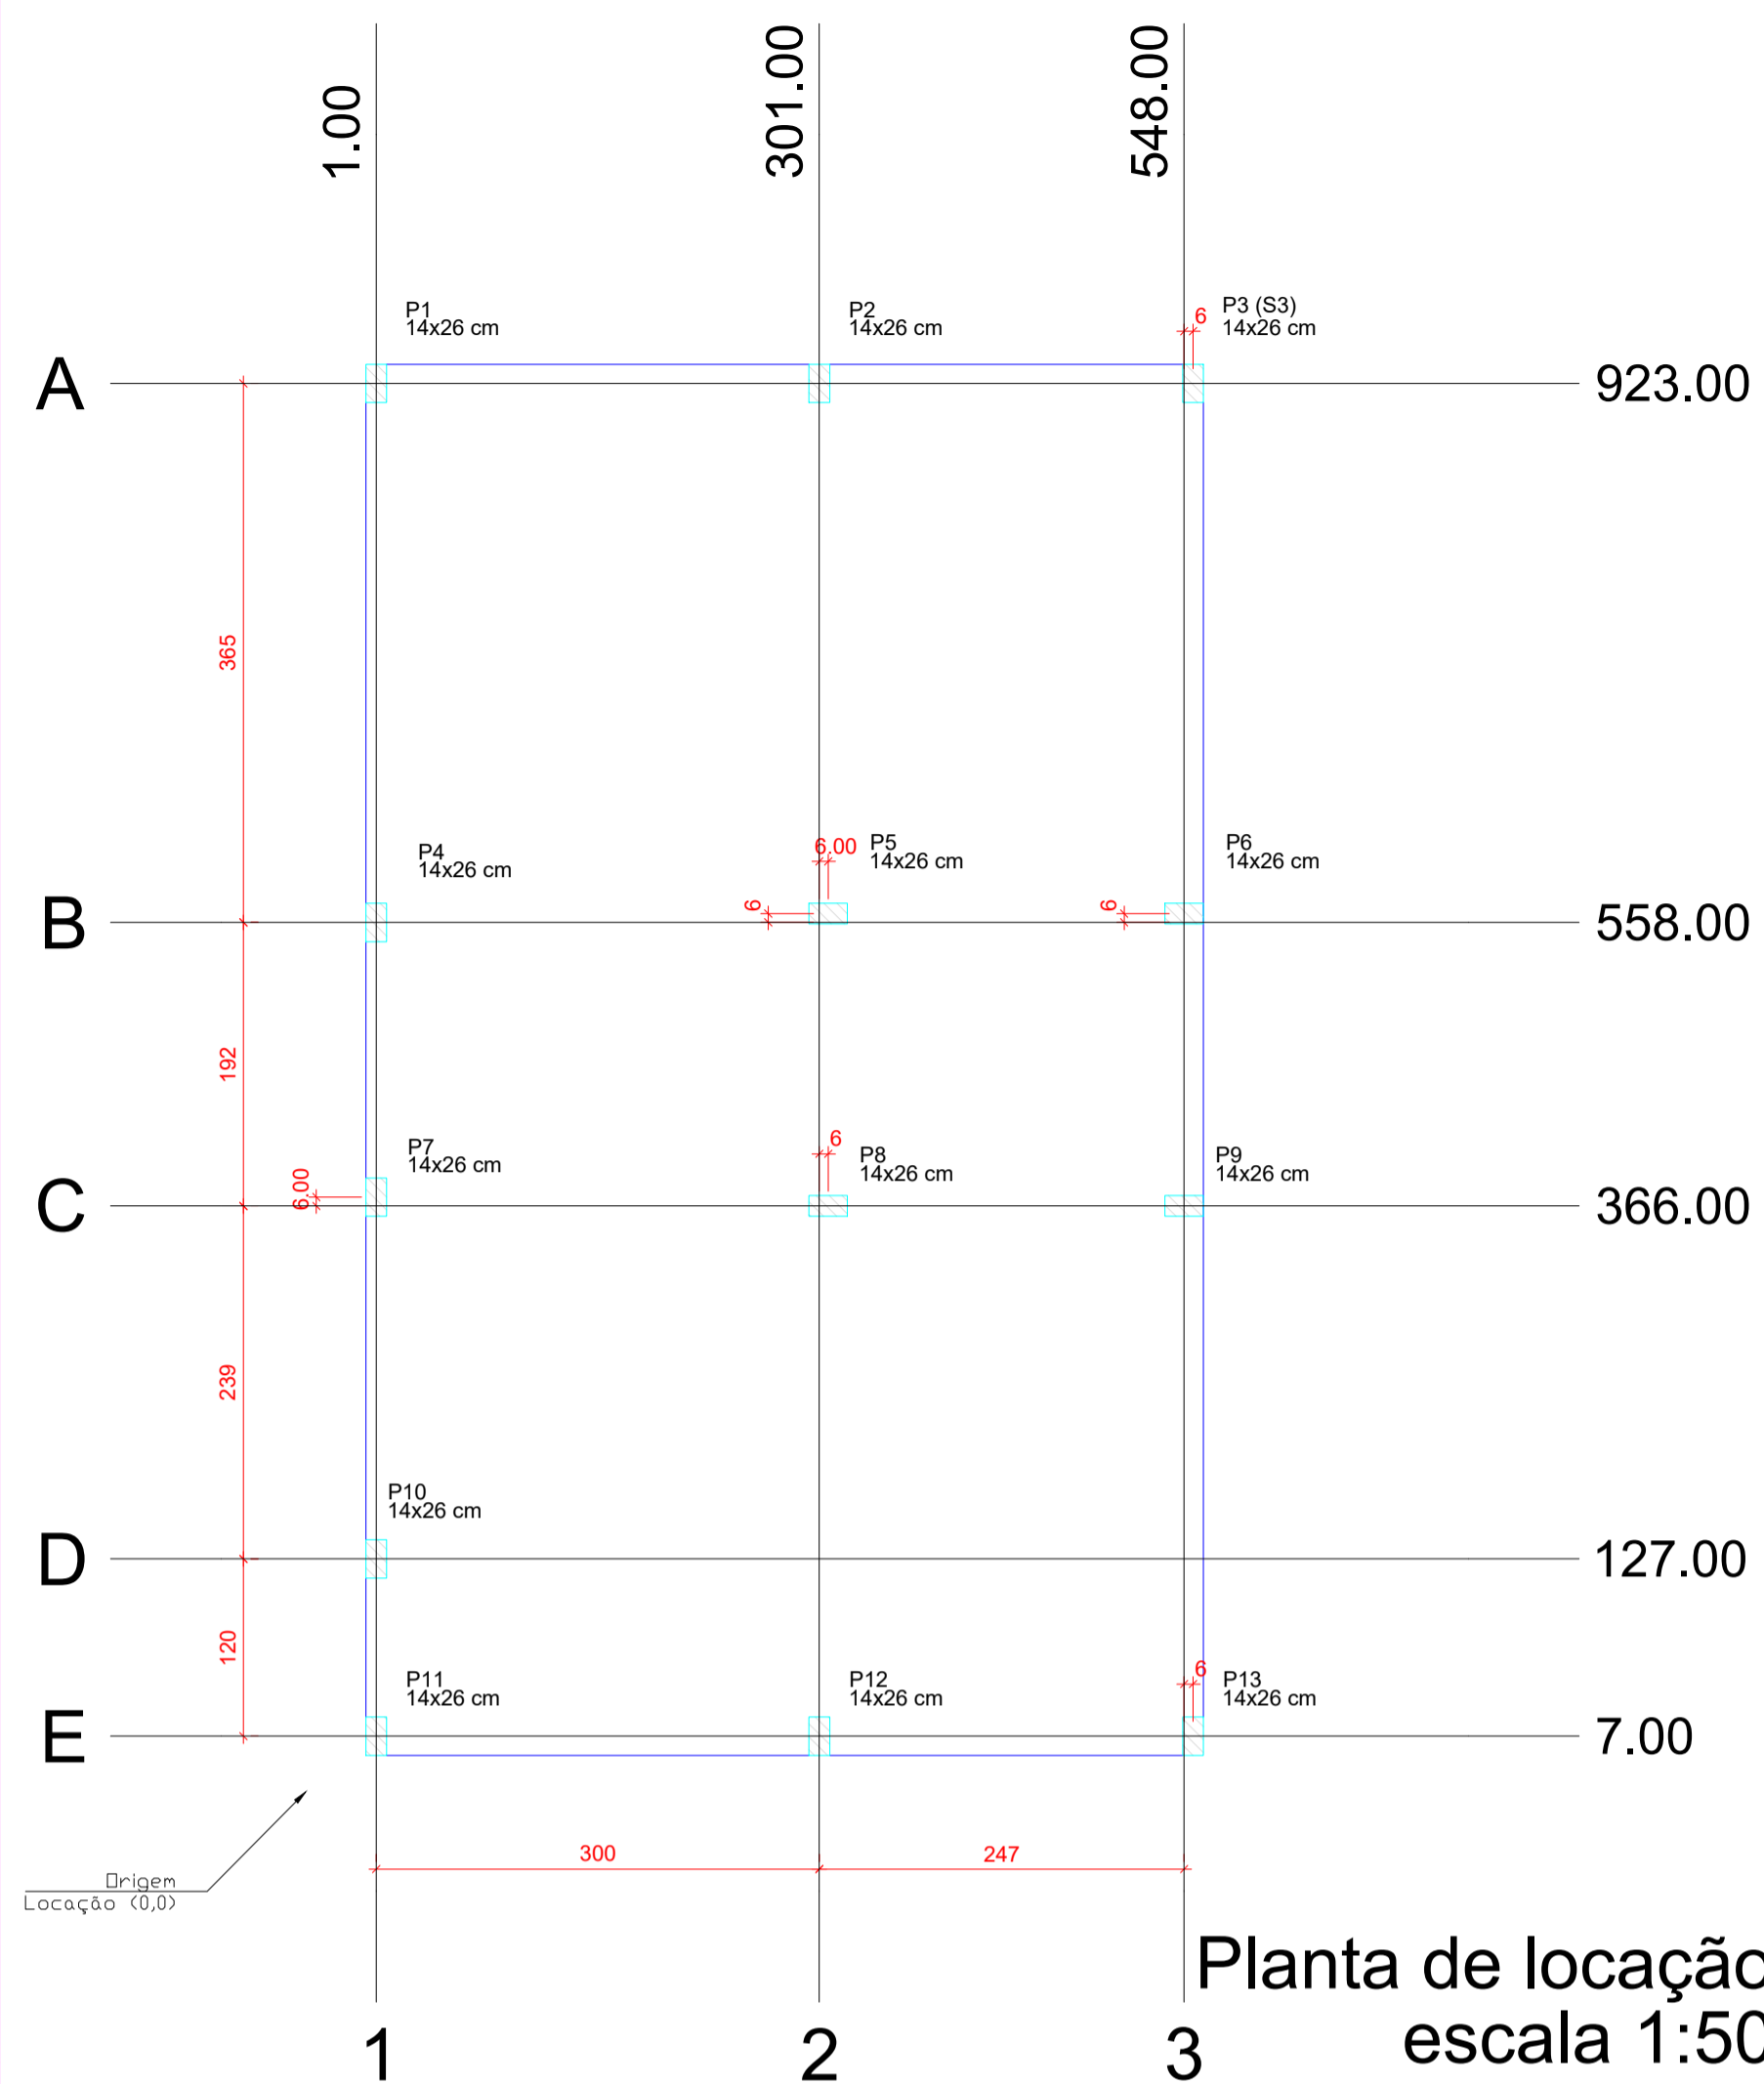 1.00
301.00
548.00
P1
14x26 cm
P2
14x26 cm
6
P3 (S3)
14x26 cm
A
923.00
365
P4
14x26 cm
6.00
P5
14x26 cm
P6
14x26 cm
6
6
B
558.00
192
P7
14x26 cm
6
P8
14x26 cm
P9
14x26 cm
6.00
C
366.00
239
P10
14x26 cm
D
127.00
120
P11
14x26 cm
P12
14x26 cm
6
P13
14x26 cm
E
7.00
300
247
Origem
Locação (0,0)
Planta de locação
escala 1:50
1
2
3